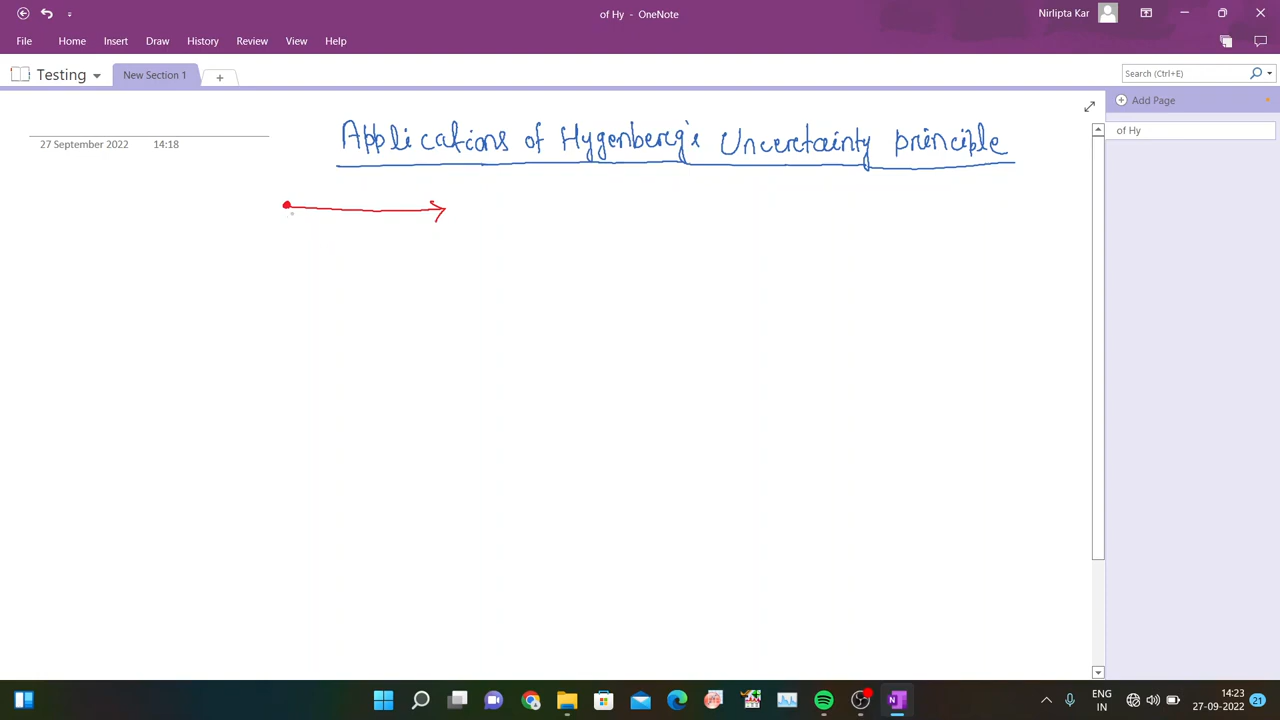 of Hy - OneNote
Nirlipta Kar
File Home Insert Draw History Review View Help
Testing
New Section 1
+
Search (Ctrl+E)
Add Page
of Hy
Applications of Hygenberg's Uncertainty principle
27 September 2022 14:18
ENG
IN
14:23
27-09-2022
21